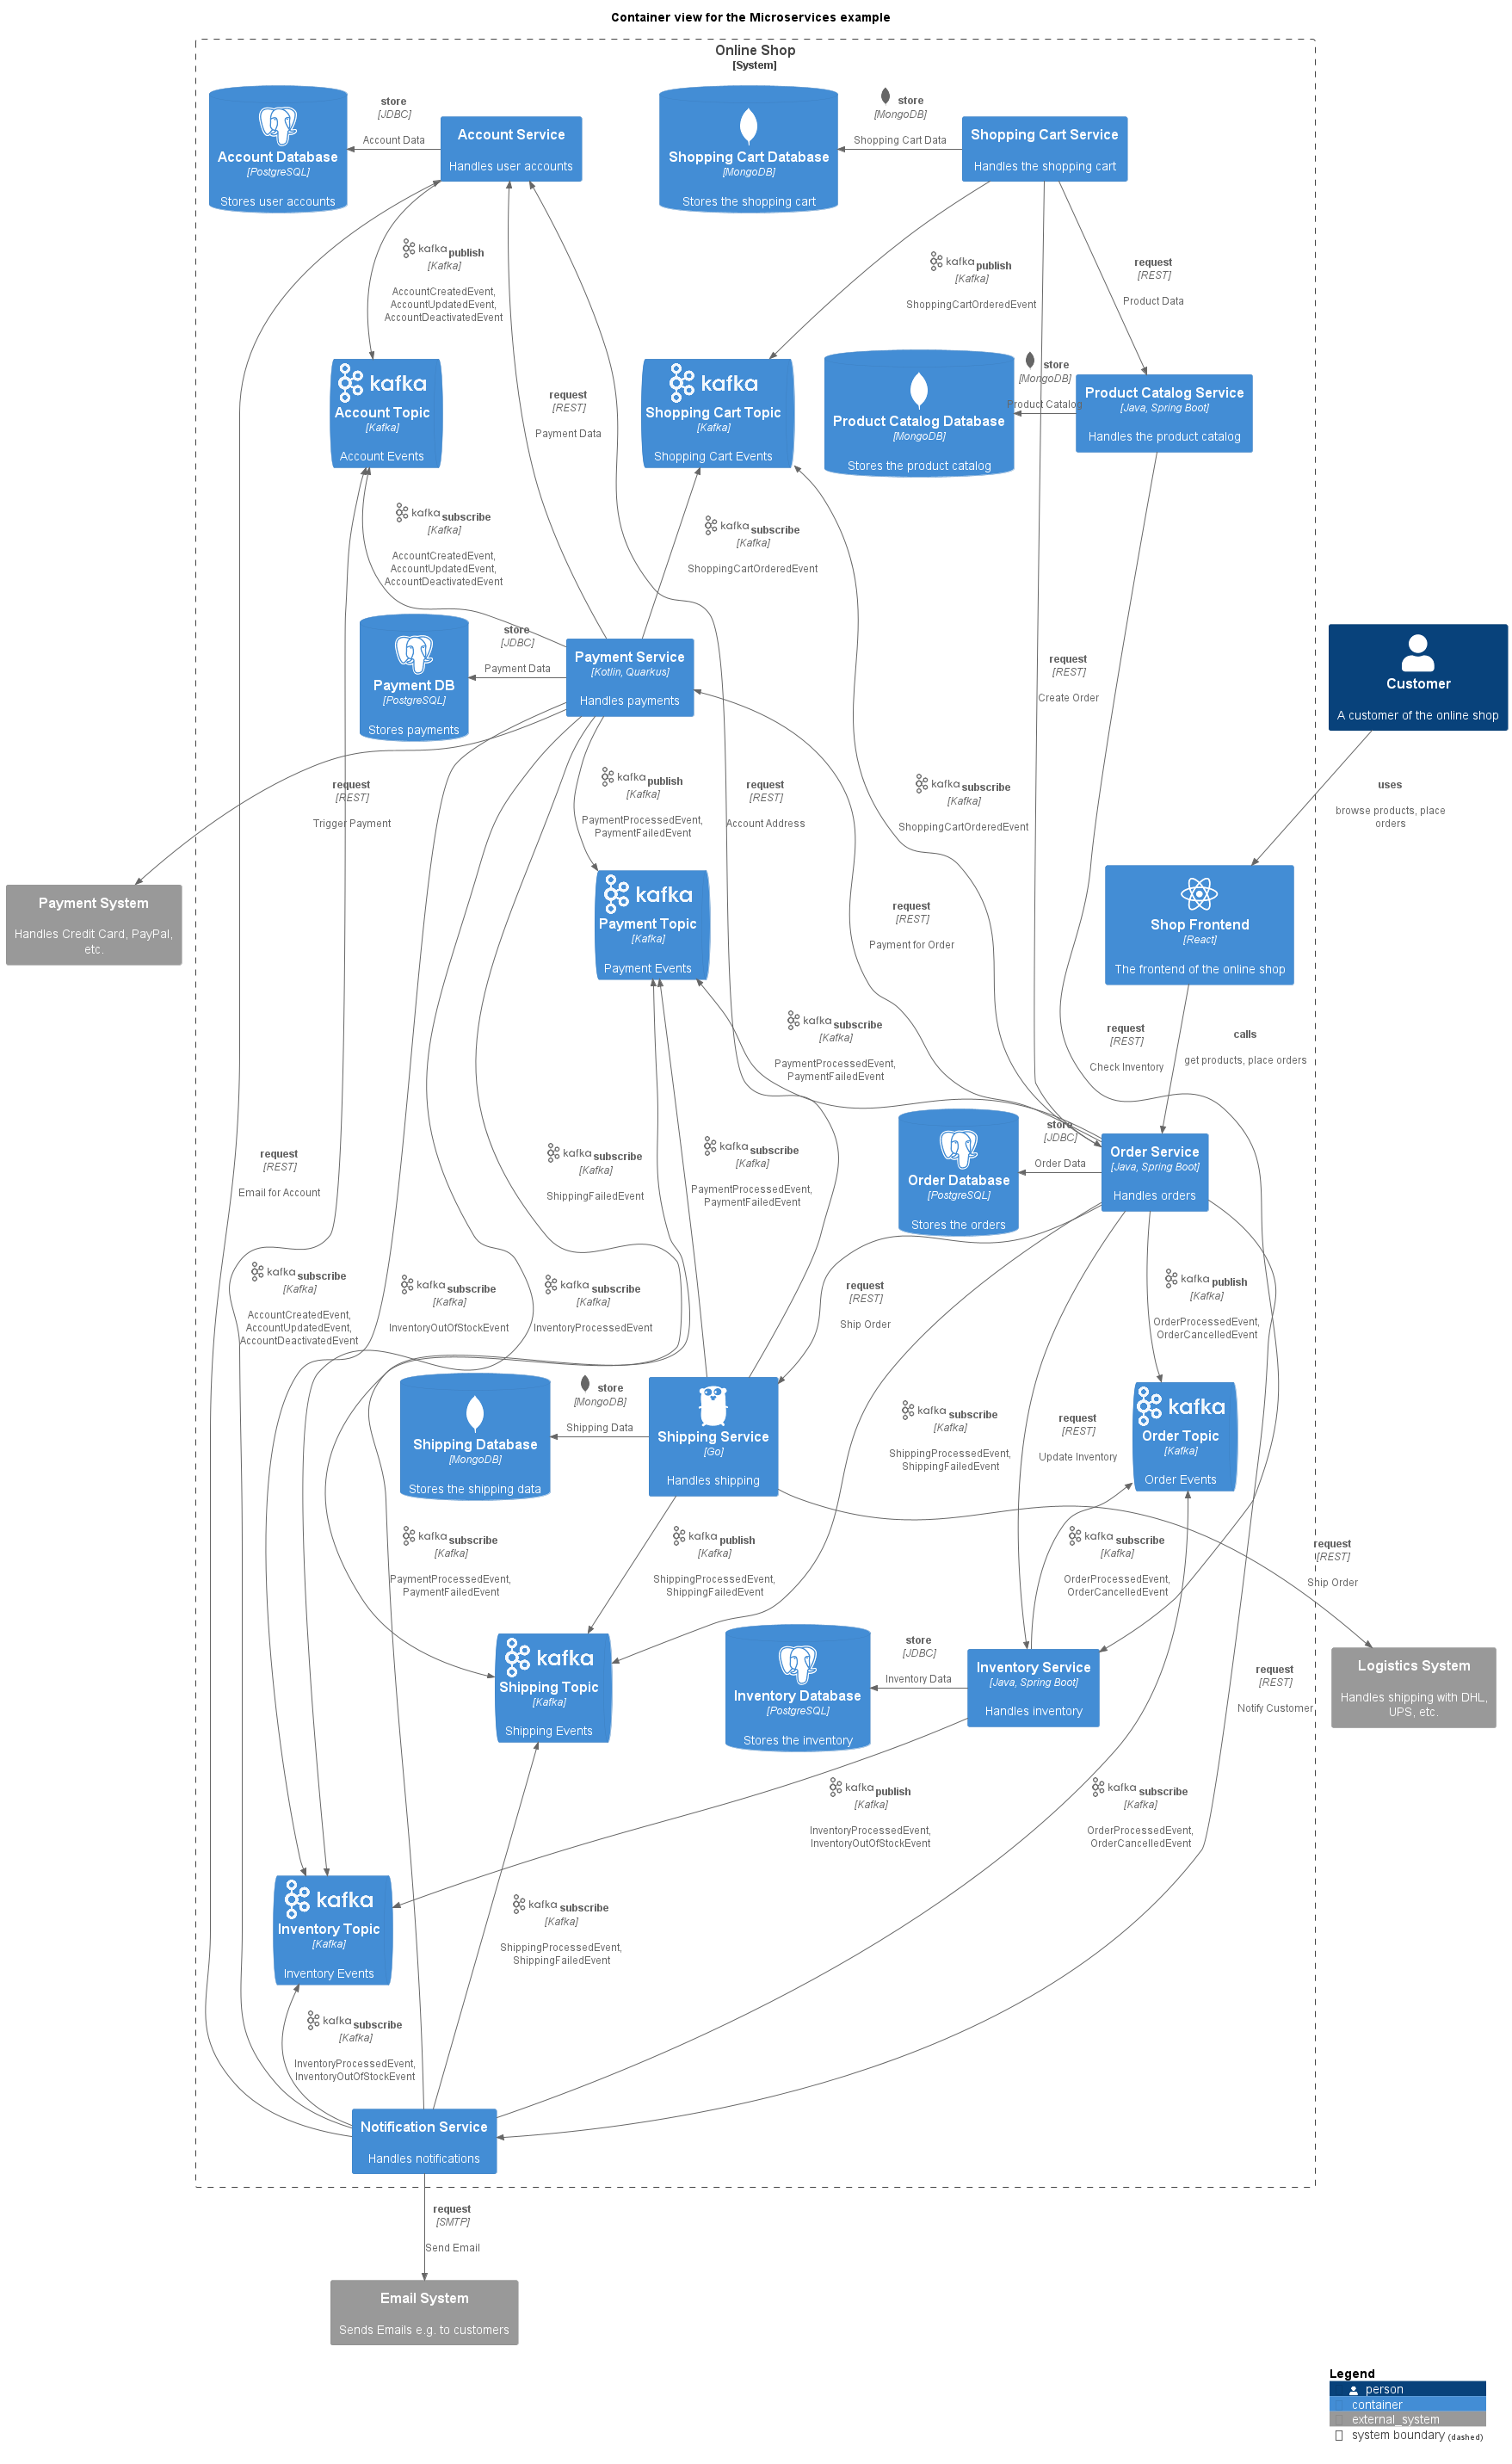 Container view for the Microservices example
Online Shop
[System]
store
[JDBC]
Account Data
Account Database
[PostgreSQL]
Stores user accounts
Account Service
Handles user accounts
store
[MongoDB]
Shopping Cart Data
Shopping Cart Database
[MongoDB]
Stores the shopping cart
Shopping Cart Service
Handles the shopping cart
kafka publish
[Kafka]
AccountCreatedEvent,
AccountUpdatedEvent,
AccountDeactivatedEvent
kafka publish
[Kafka]
ShoppingCartOrderedEvent
request
[REST]
Product Data
kafka
Account Topic
[Kafka]
Account Events
request
[REST]
Payment Data
kafka
Shopping Cart Topic
[Kafka]
Shopping Cart Events
Product Catalog Database
[MongoDB]
Stores the product catalog
store
[MongoDB]
Product Catalog
Product Catalog Service
[Java, Spring Boot]
Handles the product catalog
kafka subscribe
[Kafka]
AccountCreatedEvent,
AccountUpdatedEvent,
AccountDeactivatedEvent
kafka subscribe
[Kafka]
ShoppingCartOrderedEvent
Payment DB
[PostgreSQL]
Stores payments
store
[JDBC]
Payment Data
Payment Service
[Kotlin, Quarkus]
Handles payments
request
[REST]
Create Order
Customer
A customer of the online shop
request
[REST]
Trigger Payment
kafka publish
[Kafka]
PaymentProcessedEvent,
PaymentFailedEvent
request
[REST]
Account Address
kafka subscribe
[Kafka]
ShoppingCartOrderedEvent
uses
browse products, place
orders
Payment System
Handles Credit Card, PayPal,
etc.
kafka
Payment Topic
[Kafka]
Payment Events
request
[REST]
Payment for Order
Shop Frontend
[React]
The frontend of the online shop
kafka subscribe
[Kafka]
PaymentProcessedEvent,
PaymentFailedEvent
request
[REST]
Check Inventory
calls
get products, place orders
request
[REST]
Email for Account
kafka subscribe
[Kafka]
ShippingFailedEvent
kafka subscribe
[Kafka]
PaymentProcessedEvent,
PaymentFailedEvent
Order Database
[PostgreSQL]
Stores the orders
store
[JDBC]
Order Data
Order Service
[Java, Spring Boot]
Handles orders
kafka subscribe
[Kafka]
AccountCreatedEvent,
AccountUpdatedEvent,
AccountDeactivatedEvent
kafka subscribe
[Kafka]
InventoryOutOfStockEvent
kafka subscribe
[Kafka]
InventoryProcessedEvent
request
[REST]
Ship Order
kafka publish
[Kafka]
OrderProcessedEvent,
OrderCancelledEvent
Shipping Database
[MongoDB]
Stores the shipping data
store
[MongoDB]
Shipping Data
Shipping Service
[Go]
Handles shipping
kafka subscribe
[Kafka]
ShippingProcessedEvent,
ShippingFailedEvent
request
[REST]
Update Inventory
kafka
Order Topic
[Kafka]
Order Events
kafka subscribe
[Kafka]
PaymentProcessedEvent,
PaymentFailedEvent
kafka publish
[Kafka]
ShippingProcessedEvent,
ShippingFailedEvent
kafka subscribe
[Kafka]
OrderProcessedEvent,
OrderCancelledEvent
request
[REST]
Ship Order
kafka
Shipping Topic
[Kafka]
Shipping Events
Inventory Database
[PostgreSQL]
Stores the inventory
store
[JDBC]
Inventory Data
Inventory Service
[Java, Spring Boot]
Handles inventory
request
[REST]
Notify Customer
Logistics System
Handles shipping with DHL,
UPS, etc.
kafka publish
[Kafka]
InventoryProcessedEvent,
InventoryOutOfStockEvent
kafka subscribe
[Kafka]
OrderProcessedEvent,
OrderCancelledEvent
kafka
Inventory Topic
[Kafka]
Inventory Events
kafka subscribe
[Kafka]
ShippingProcessedEvent,
ShippingFailedEvent
kafka subscribe
[Kafka]
InventoryProcessedEvent,
InventoryOutOfStockEvent
Notification Service
Handles notifications
request
[SMTP]
Send Email
Email System
Sends Emails e.g. to customers
Legend
person
container
external_system
system boundary (dashed)